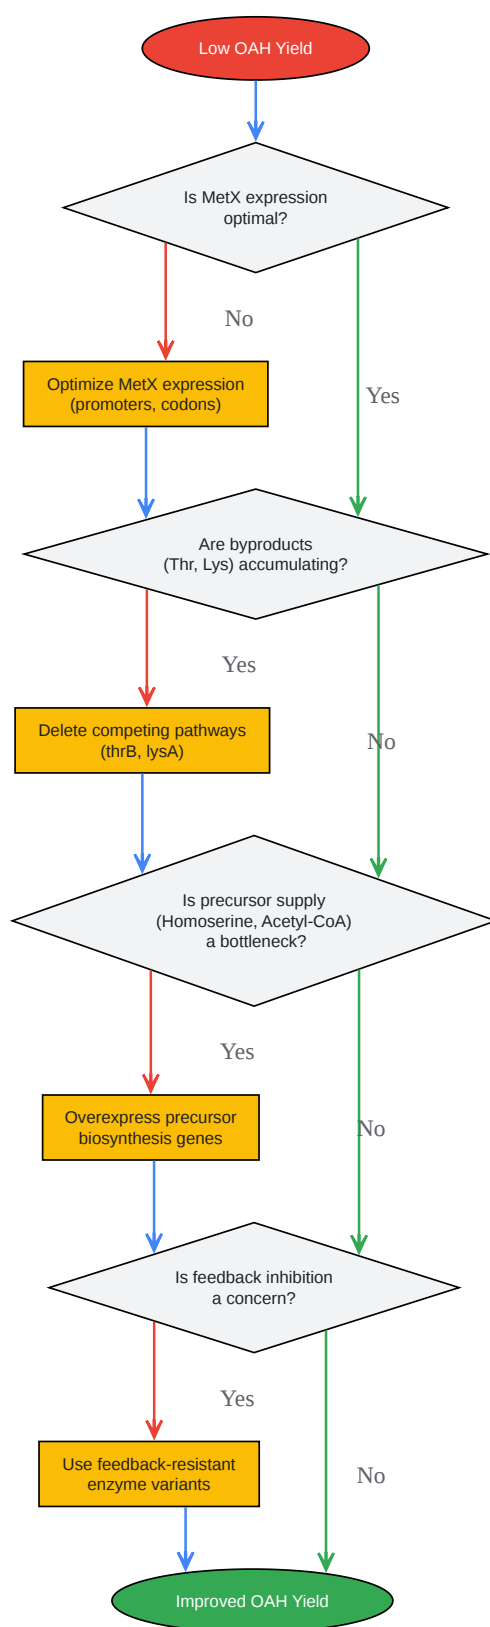 Low OAH Yield
Is MetX expression
optimal?
No
Optimize MetX expression
(promoters, codons)
Yes
Are byproducts
(Thr, Lys) accumulating?
Yes
Delete competing pathways
(thrB, lysA)
No
Is precursor supply
(Homoserine, Acetyl-CoA)
a bottleneck?
Yes
Overexpress precursor
biosynthesis genes
No
Is feedback inhibition
a concern?
Yes
Use feedback-resistant
enzyme variants
No
Improved OAH Yield